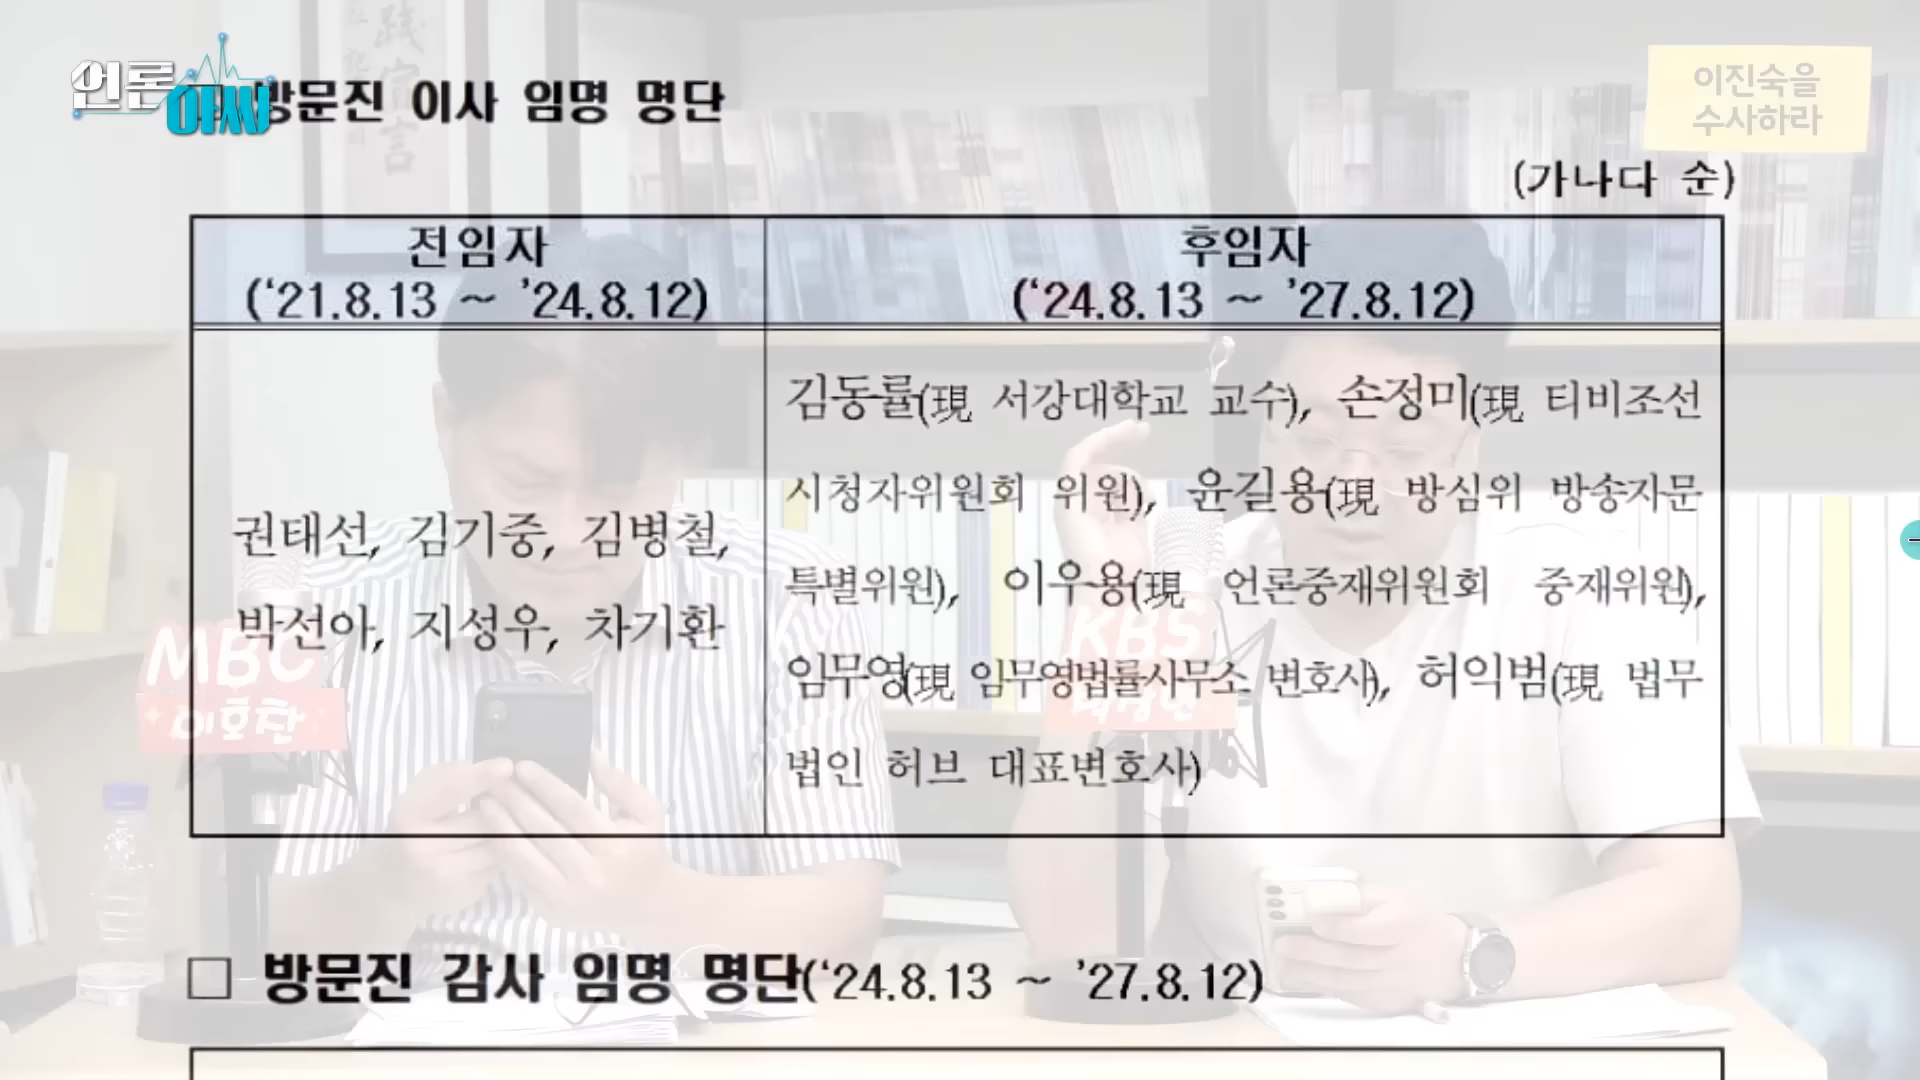 언론
아싸
방문진 이사 임명 명단
이진숙을
수사하라
(가나다 순)
전임자
(‘21.8.13 ~ ’24.8.12)
후임자
(‘24.8.13 ~ ’27.8.12)
권태선, 김기중, 김병철,
박선아, 지성우, 차기환
김동률(現 서강대학교 교수), 손정미(現 티비조선
시청자위원회 위원), 윤길용(現 방심위 방송자문
특별위원), 이우용(現 언론중재위원회 중재위원),
임무영(現 임무영법률사무소 변호사), 허익범(現 법무
법인 허브 대표변호사)
MBC
이호찬
KBS
□ 방문진 감사 임명 명단(‘24.8.13 ~ ’27.8.12)